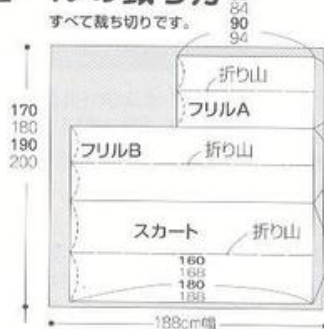 すべて裁ち切りです。
84
90
94
折り山
フリルA
170
180
190
200
フリルB
折り山
スカート
折り山
160
168
180
188
188cm幅